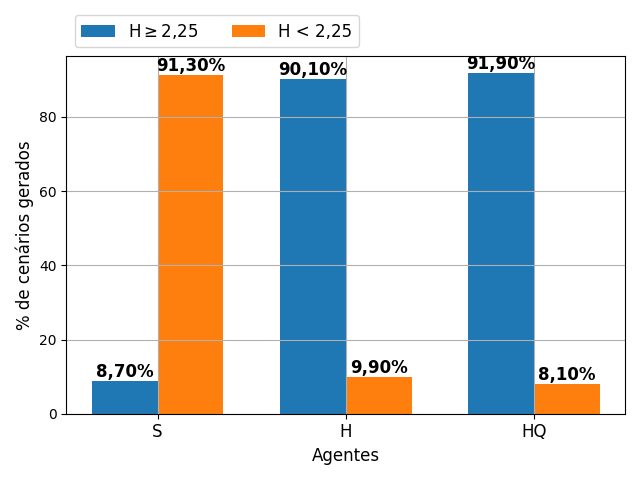 H ≥ 2,25 H < 2,25
91,30% 90,10% 91,90%
80
60
40
20
0
8,70% 9,90% 8,10%
S H HQ
% de cenários gerados
Agentes